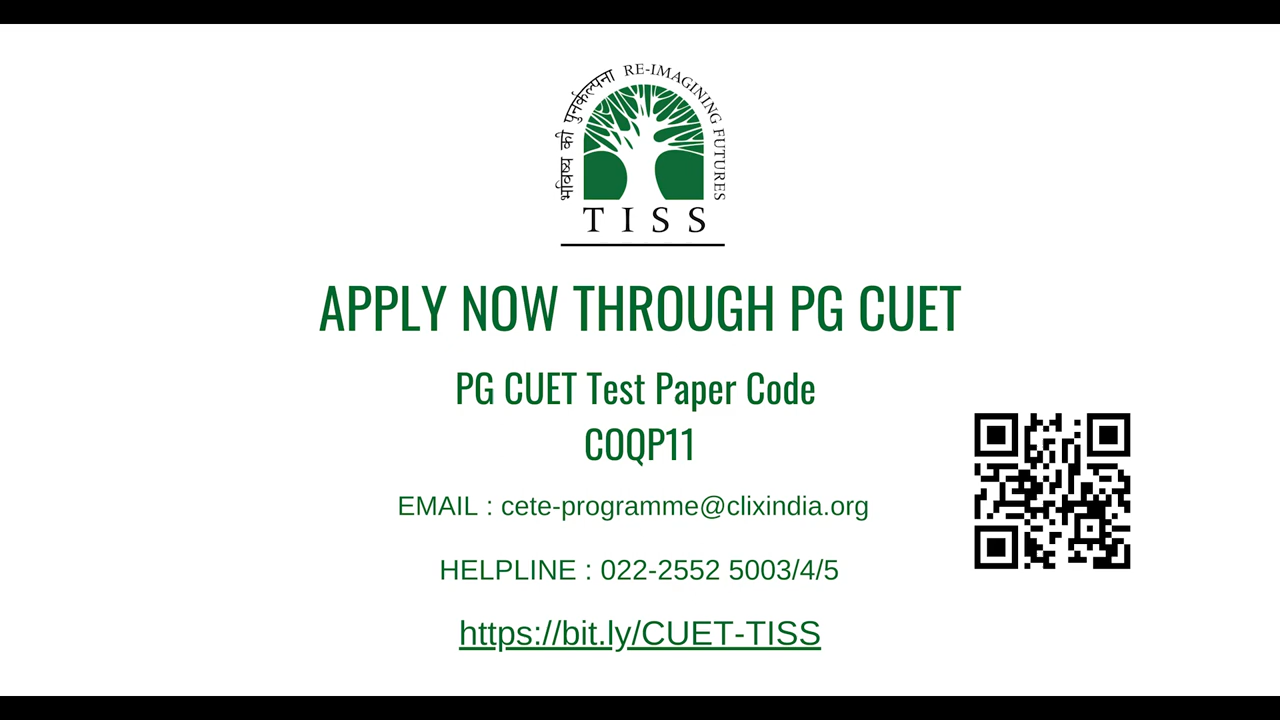 भविष्य की पुनर्कल्पना RE-IMAGINING FUTURES
TISS
APPLY NOW THROUGH PG CUET
PG CUET Test Paper Code
COQP11
EMAIL : cete-programme@clixindia.org
HELPLINE : 022-2552 5003/4/5
https://bit.ly/CUET-TISS